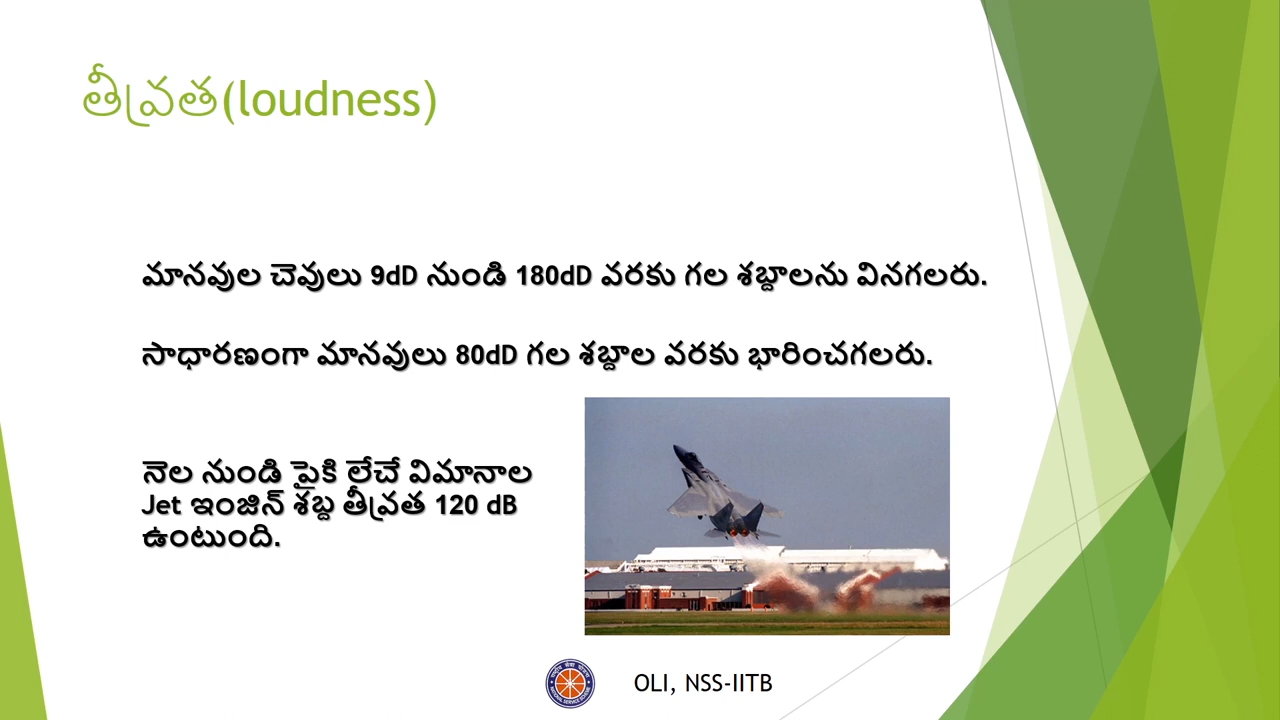 తీవ్రత(loudness)
మానవుల చెవులు 9dD నుండి 180dD వరకు గల శబ్దాలను వినగలరు.
సాధారణంగా మానవులు 80dD గల శబ్దాల వరకు భారించగలరు.
నెల నుండి పైకి లేచే విమానాల
Jet ఇంజిన్ శబ్ద తీవ్రత 120 dB
ఉంటుంది.
OLI, NSS-IITB